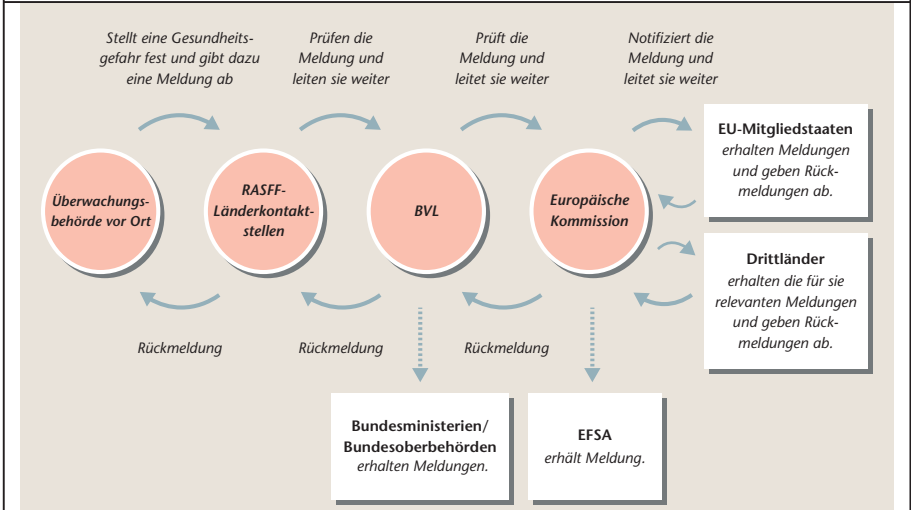 Stellt eine Gesundheits-
gefahr fest und gibt dazu
eine Meldung ab
Prüfen die
Meldung und
leiten sie weiter
Prüft die
Meldung und
leitet sie weiter
Notifiziert die
Meldung und
leitet sie weiter
Überwachungs-
behörde vor Ort
RASFF-
Länderkontakt-
stellen
BVL
Europäische
Kommission
EU-Mitgliedstaaten
erhalten Meldungen
und geben Rück-
meldungen ab.
Drittländer
erhalten die für sie
relevanten Meldungen
und geben Rück-
meldungen ab.
Rückmeldung
Rückmeldung
Rückmeldung
Bundesministerien/
Bundesoberbehörden
erhalten Meldungen.
EFSA
erhält Meldung.